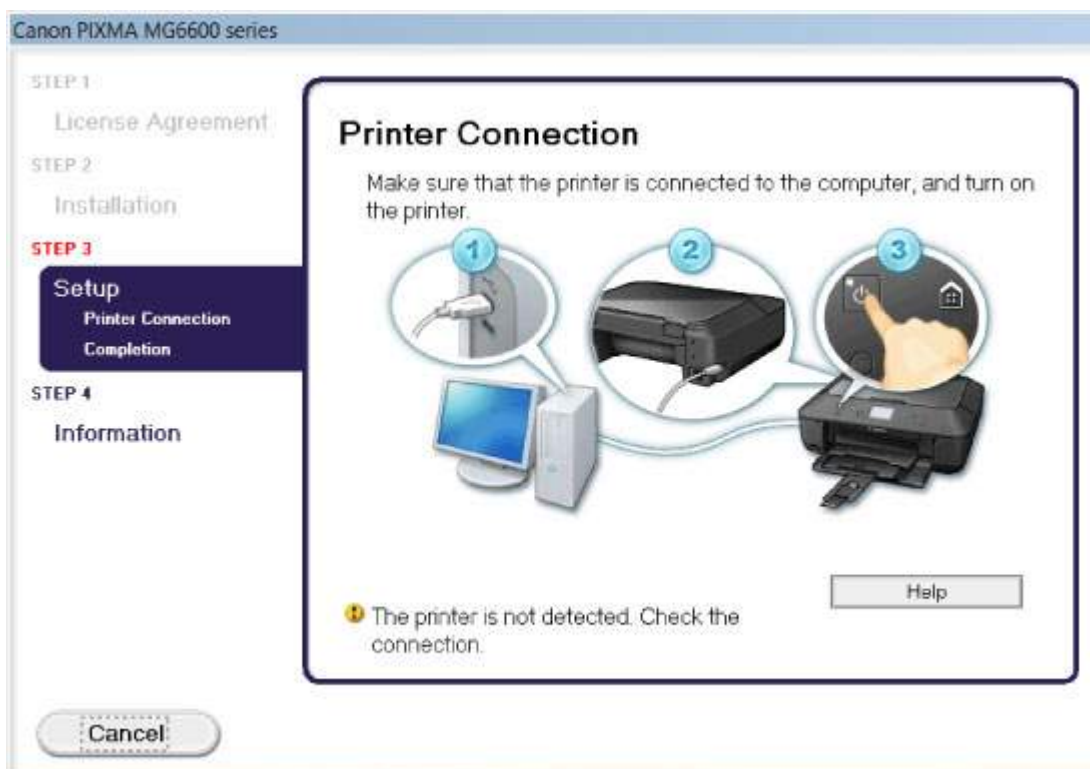 Canon PIXMA MG6600 series
STEP 1
License Agreement
STEP 2
Installation
STEP 3
Setup
Printer Connection
Completion
STEP 4
Information
Printer Connection
Make sure that the printer is connected to the computer, and turn on
the printer.
1
2
3
The printer is not detected. Check the
connection.
Help
Cancel